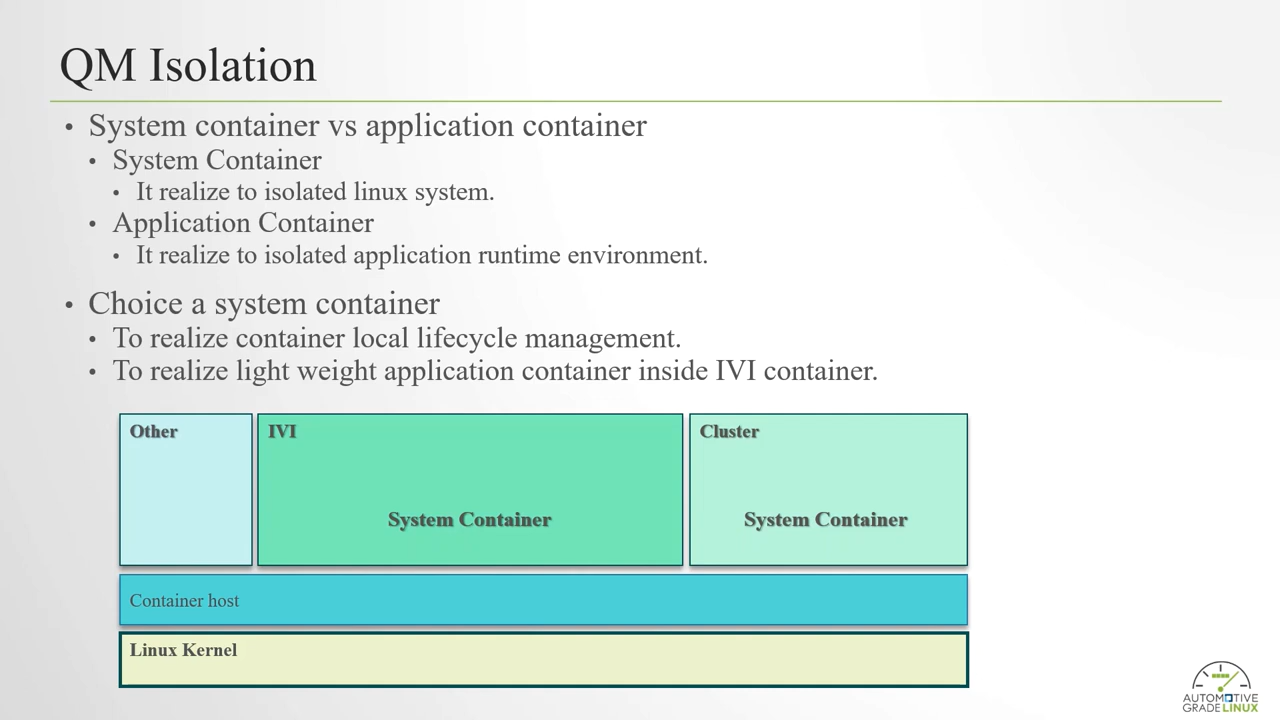 QM Isolation
• System container vs application container
• System Container
• It realize to isolated linux system.
• Application Container
• It realize to isolated application runtime environment.
• Choice a system container
• To realize container local lifecycle management.
• To realize light weight application container inside IVI container.
Other
IVI
Cluster
System Container
System Container
Container host
Linux Kernel
AUTOMOTIVE
GRADELINUX